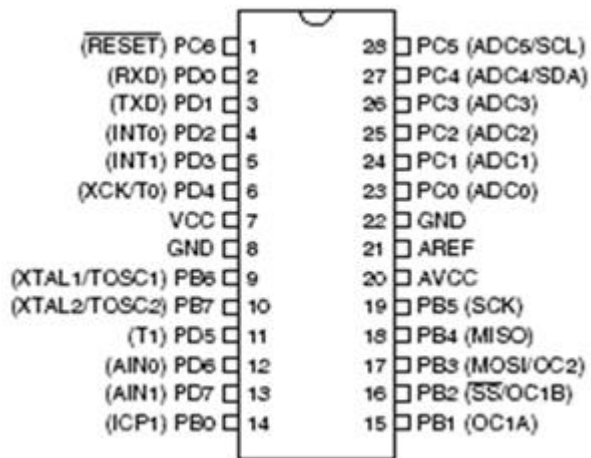 (RESET) PC6 1 28 PC5 (ADC5/SCL)
(RXD) PD0 2 27 PC4 (ADC4/SDA)
(TXD) PD1 3 26 PC3 (ADC3)
(INT0) PD2 4 25 PC2 (ADC2)
(INT1) PD3 5 24 PC1 (ADC1)
(XCK/T0) PD4 6 23 PC0 (ADC0)
VCC 7 22 GND
GND 8 21 AREF
(XTAL1/TOSC1) PB6 9 20 AVCC
(XTAL2/TOSC2) PB7 10 19 PB5 (SCK)
(T1) PD5 11 18 PB4 (MISO)
(AIN0) PD6 12 17 PB3 (MOSI/OC2)
(AIN1) PD7 13 16 PB2 (SS/OC1B)
(ICP1) PB0 14 15 PB1 (OC1A)